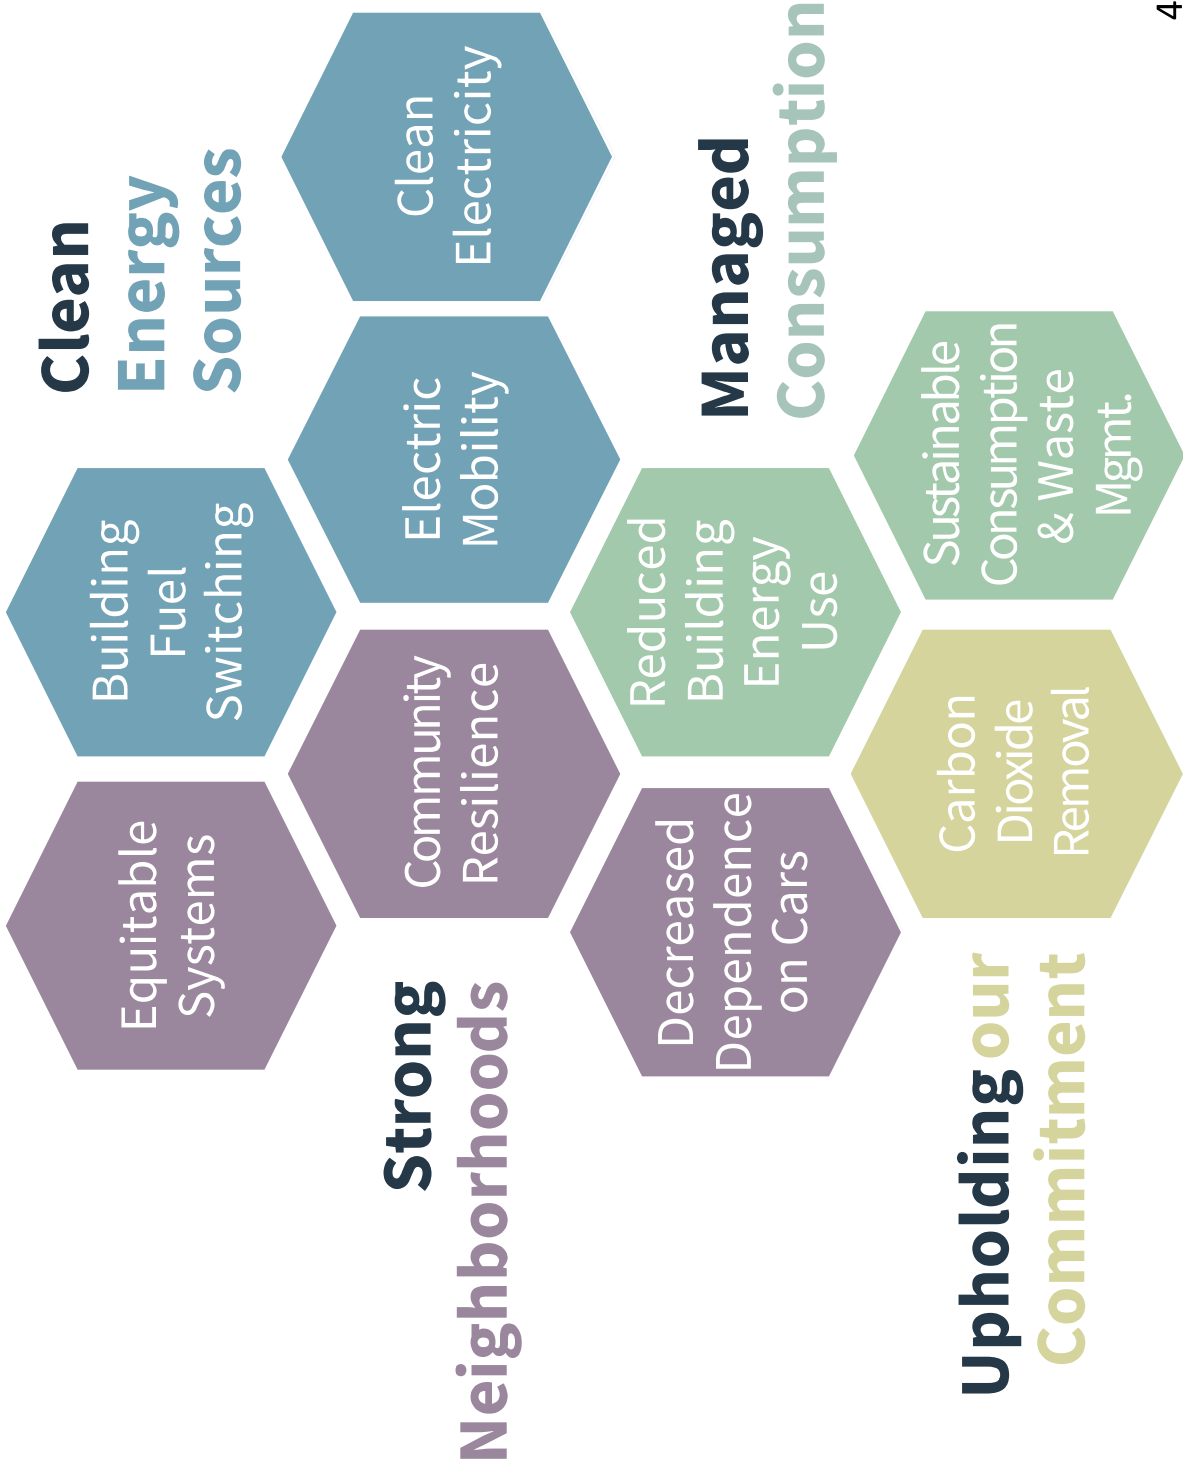 Clean
Energy
Sources
Equitable
Systems
Building
Fuel
Switching
Strong
Neighborhoods
Community
Resilience
Electric
Mobility
Clean
Electricity
Decreased
Dependence
on Cars
Reduced
Building
Energy
Use
Managed
Consumption
Upholding our
Commitment
Carbon
Dioxide
Removal
Sustainable
Consumption
& Waste
Mgmt.
4